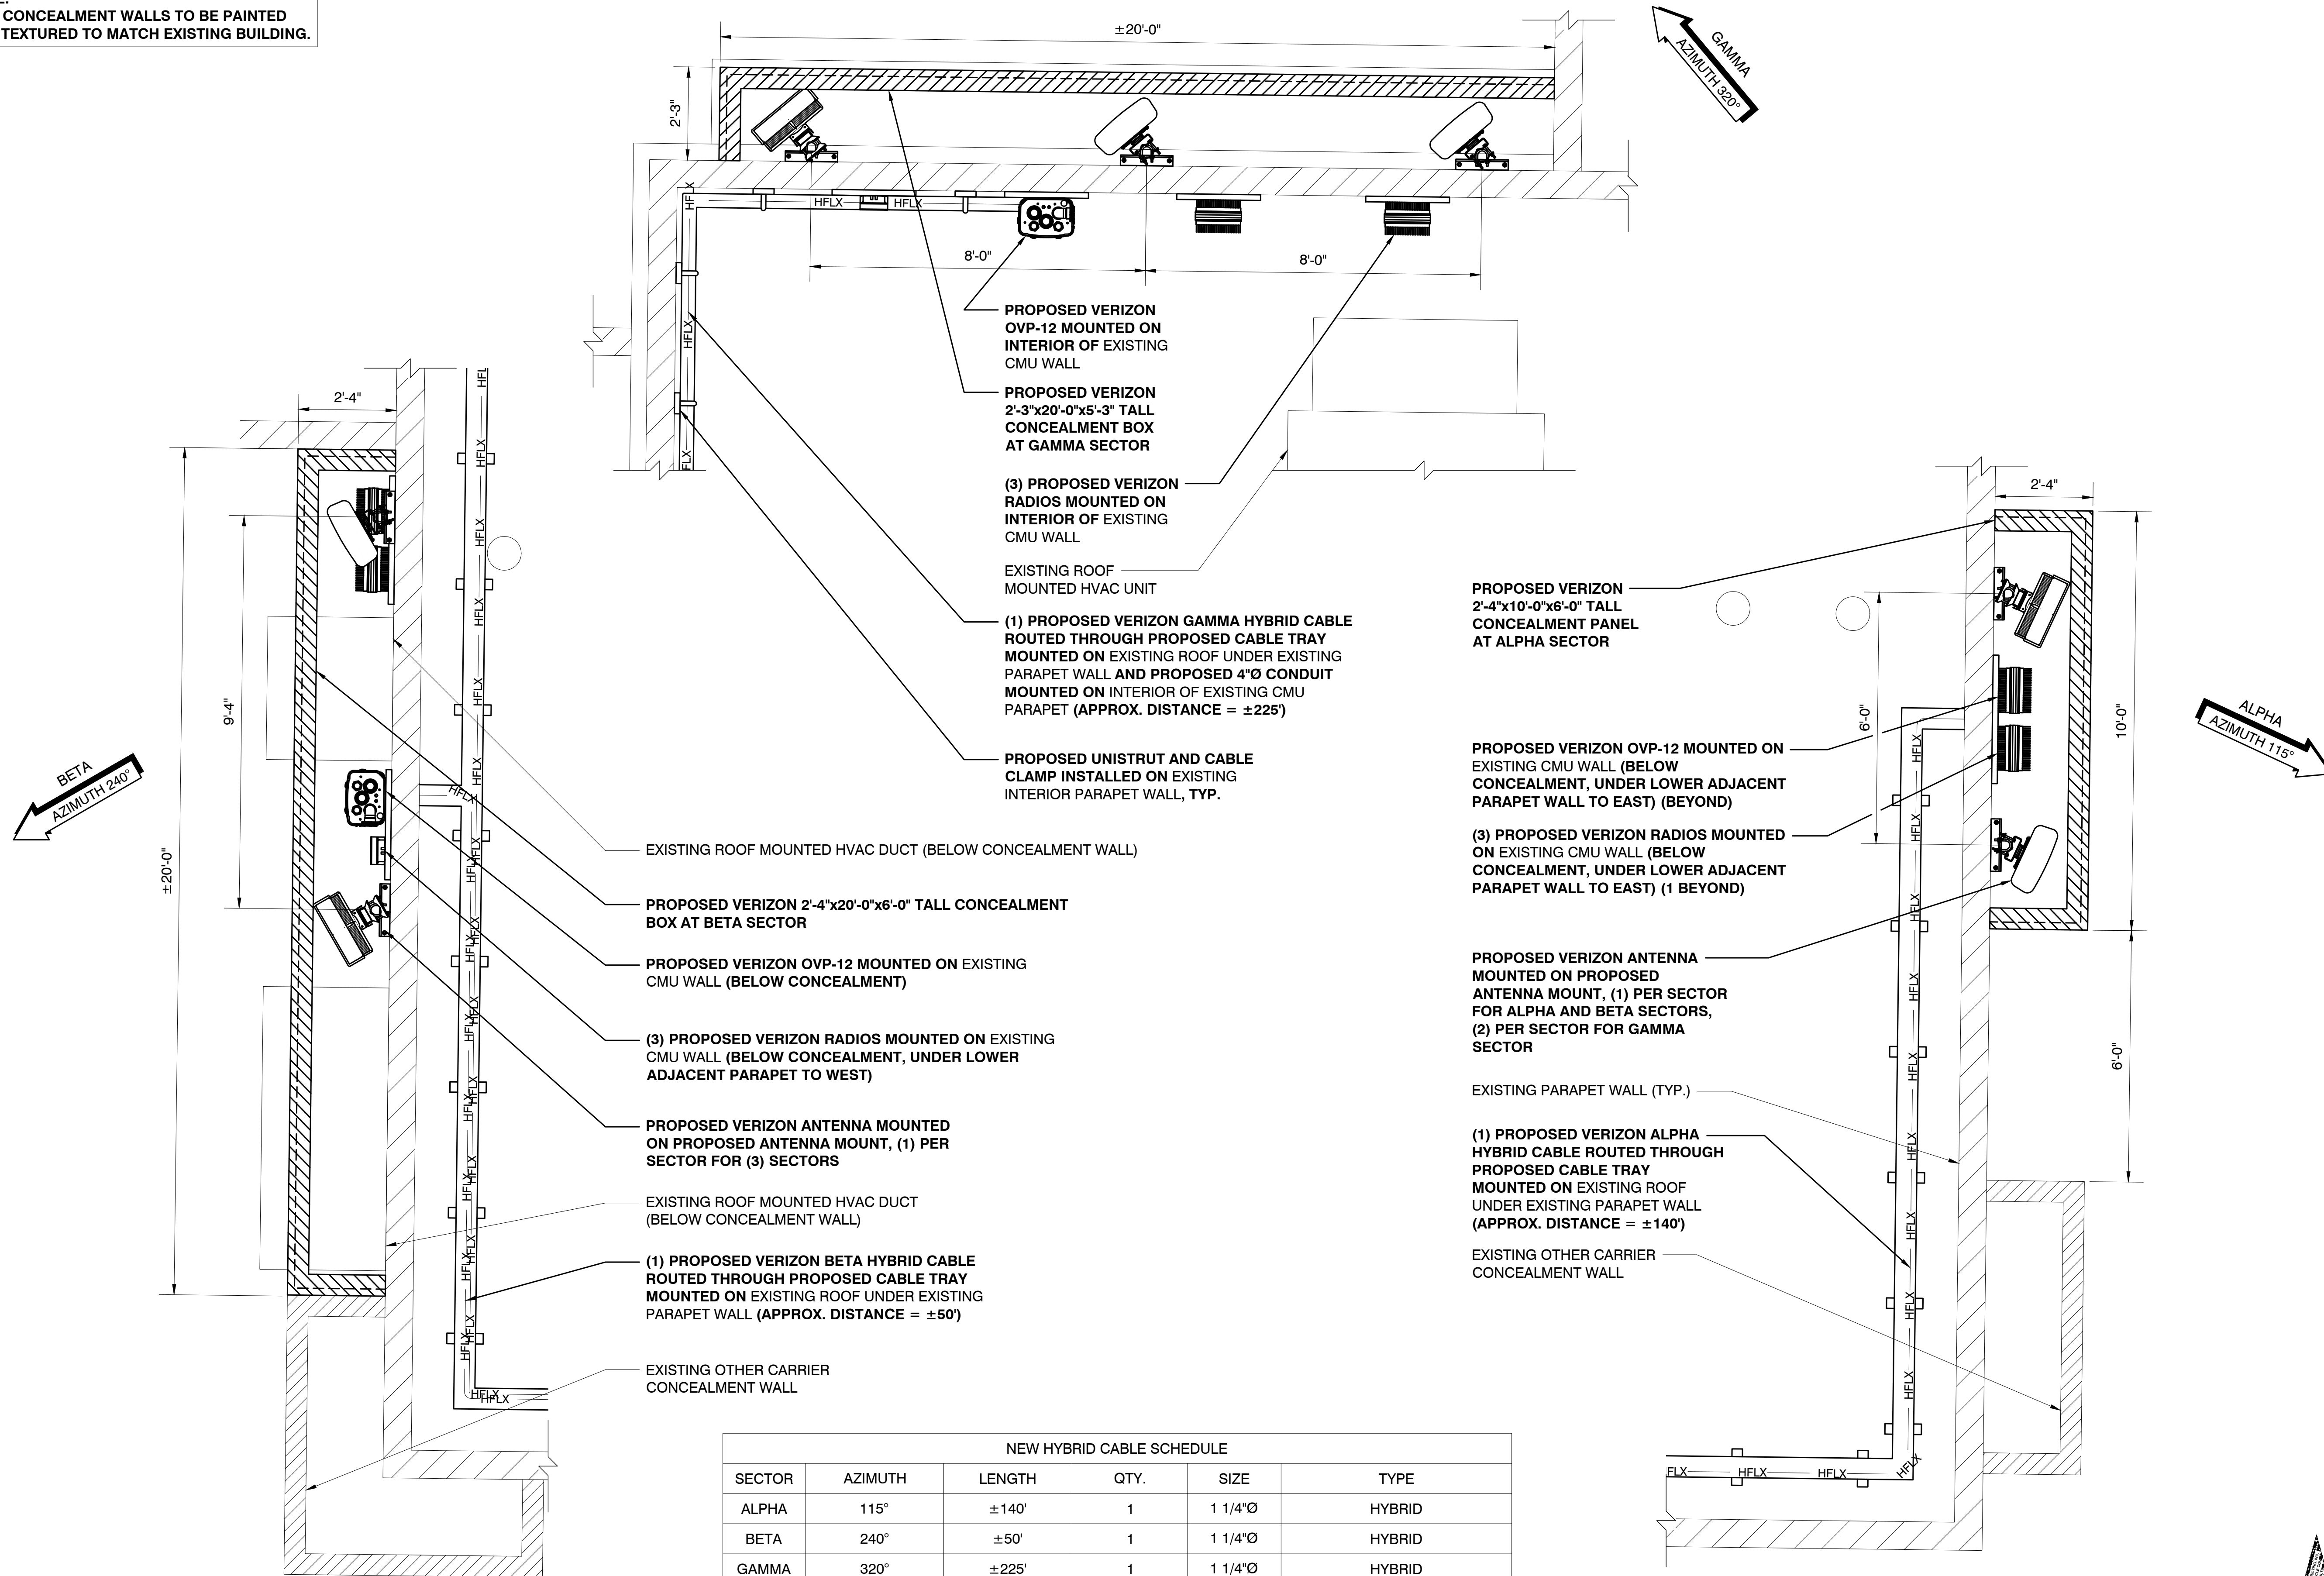 CONCEALMENT WALLS TO BE PAINTED
TEXTURED TO MATCH EXISTING BUILDING.
±20'-0"
GAMMA
AZIMUTH 320°
2'-3"
HFLX
HFLX
HFLX
HFLX
8'-0"
8'-0"
PROPOSED VERIZON
OVP-12 MOUNTED ON
INTERIOR OF EXISTING
CMU WALL
PROPOSED VERIZON
2'-3"x20'-0"x5'-3" TALL
CONCEALMENT BOX
AT GAMMA SECTOR
(3) PROPOSED VERIZON
RADIOS MOUNTED ON
INTERIOR OF EXISTING
CMU WALL
EXISTING ROOF
MOUNTED HVAC UNIT
(1) PROPOSED VERIZON GAMMA HYBRID CABLE
ROUTED THROUGH PROPOSED CABLE TRAY
MOUNTED ON EXISTING ROOF UNDER EXISTING
PARAPET WALL AND PROPOSED 4"Ø CONDUIT
MOUNTED ON INTERIOR OF EXISTING CMU
PARAPET (APPROX. DISTANCE = ±225')
PROPOSED UNISTRUT AND CABLE
CLAMP INSTALLED ON EXISTING
INTERIOR PARAPET WALL, TYP.
2'-4"
9'-4"
±20'-0"
BETA
AZIMUTH 240°
HFLX
HFLX
HFLX
HFLX
HFLX
EXISTING ROOF MOUNTED HVAC DUCT (BELOW CONCEALMENT WALL)
PROPOSED VERIZON 2'-4"x20'-0"x6'-0" TALL CONCEALMENT
BOX AT BETA SECTOR
PROPOSED VERIZON OVP-12 MOUNTED ON EXISTING
CMU WALL (BELOW CONCEALMENT)
(3) PROPOSED VERIZON RADIOS MOUNTED ON EXISTING
CMU WALL (BELOW CONCEALMENT, UNDER LOWER
ADJACENT PARAPET TO WEST)
PROPOSED VERIZON ANTENNA MOUNTED
ON PROPOSED ANTENNA MOUNT, (1) PER
SECTOR FOR (3) SECTORS
EXISTING ROOF MOUNTED HVAC DUCT
(BELOW CONCEALMENT WALL)
(1) PROPOSED VERIZON BETA HYBRID CABLE
ROUTED THROUGH PROPOSED CABLE TRAY
MOUNTED ON EXISTING ROOF UNDER EXISTING
PARAPET WALL (APPROX. DISTANCE = ±50')
EXISTING OTHER CARRIER
CONCEALMENT WALL
2'-4"
PROPOSED VERIZON
2'-4"x10'-0"x6'-0" TALL
CONCEALMENT PANEL
AT ALPHA SECTOR
6'-0"
10'-0"
ALPHA
AZIMUTH 115°
PROPOSED VERIZON OVP-12 MOUNTED ON
EXISTING CMU WALL (BELOW
CONCEALMENT, UNDER LOWER ADJACENT
PARAPET WALL TO EAST) (BEYOND)
(3) PROPOSED VERIZON RADIOS MOUNTED
ON EXISTING CMU WALL (BELOW
CONCEALMENT, UNDER LOWER ADJACENT
PARAPET WALL TO EAST) (1 BEYOND)
PROPOSED VERIZON ANTENNA
MOUNTED ON PROPOSED
ANTENNA MOUNT, (1) PER SECTOR
FOR ALPHA AND BETA SECTORS,
(2) PER SECTOR FOR GAMMA
SECTOR
6'-0"
EXISTING PARAPET WALL (TYP.)
(1) PROPOSED VERIZON ALPHA
HYBRID CABLE ROUTED THROUGH
PROPOSED CABLE TRAY
MOUNTED ON EXISTING ROOF
UNDER EXISTING PARAPET WALL
(APPROX. DISTANCE = ±140')
EXISTING OTHER CARRIER
CONCEALMENT WALL
HFLX
HFLX
HFLX
HFLX
HFLX
HFLX
HFLX
HFLX
HFLX
HFLX
HFLX
HFLX
NEW HYBRID CABLE SCHEDULE
SECTOR AZIMUTH LENGTH QTY. SIZE TYPE
ALPHA 115° ±140' 1 1 1/4"Ø HYBRID
BETA 240° ±50' 1 1 1/4"Ø HYBRID
GAMMA 320° ±225' 1 1 1/4"Ø HYBRID